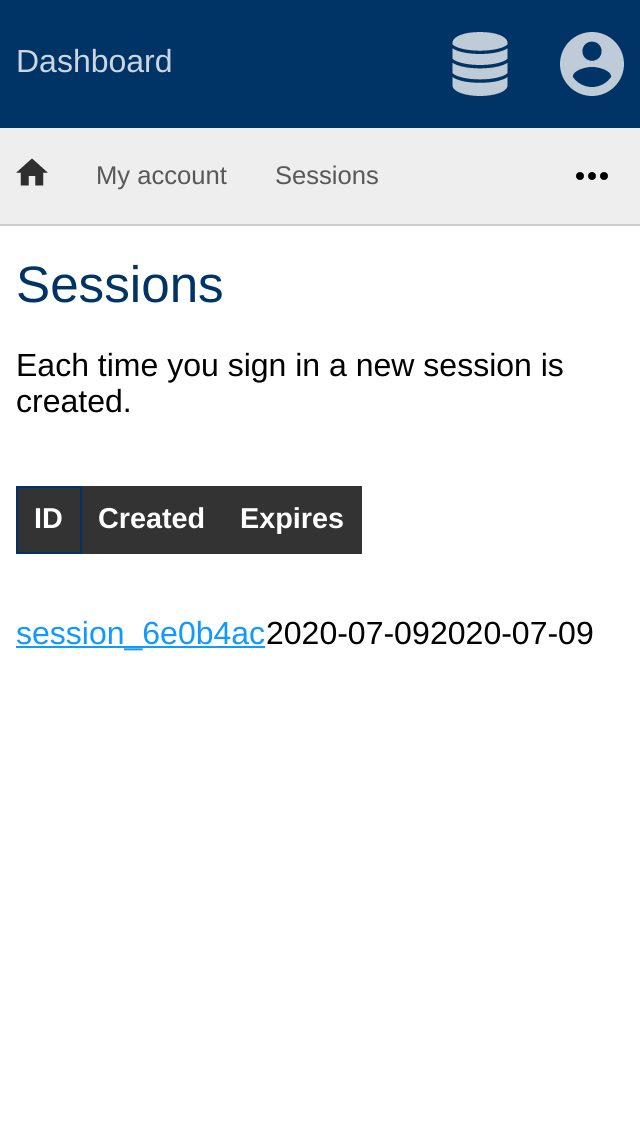 Dashboard
My account Sessions
Sessions
Each time you sign in a new session is
created.
ID Created Expires
session_6e0b4ac2020-07-092020-07-09